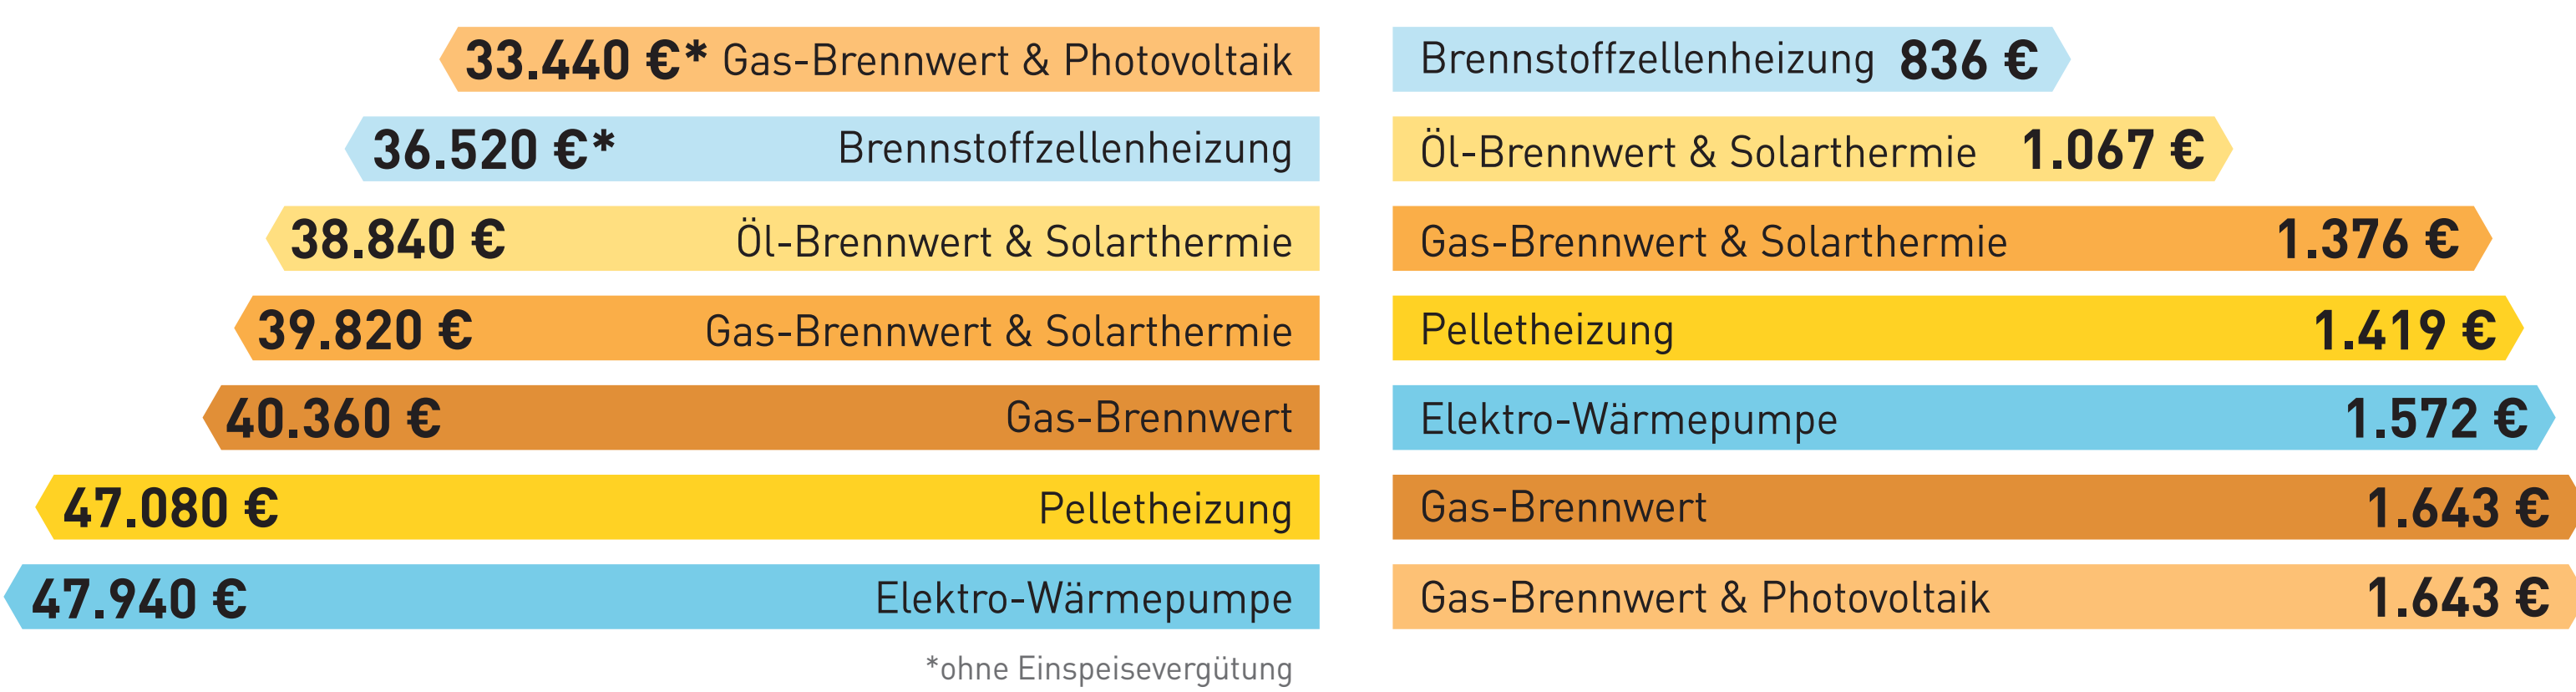 33.440 €* Gas-Brennwert & Photovoltaik
36.520 €* Brennstoffzellenheizung
38.840 € Öl-Brennwert & Solarthermie
39.820 € Gas-Brennwert & Solarthermie
40.360 € Gas-Brennwert
47.080 € Pelletheizung
47.940 € Elektro-Wärmepumpe
*ohne Einspeisevergütung
Brennstoffzellenheizung 836 €
Öl-Brennwert & Solarthermie 1.067 €
Gas-Brennwert & Solarthermie 1.376 €
Pelletheizung 1.419 €
Elektro-Wärmepumpe 1.572 €
Gas-Brennwert 1.643 €
Gas-Brennwert & Photovoltaik 1.643 €